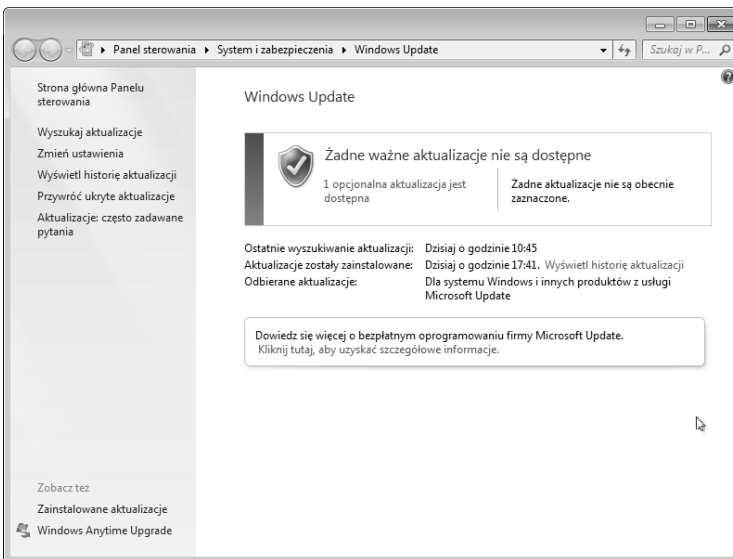 Panel sterowania
System i zabezpieczenia
Windows Update
Szukaj w P...
Strona główna Panelu
sterowania
Wyszukaj aktualizacje
Zmień ustawienia
Wyświetl historię aktualizacji
Przywróć ukryte aktualizacje
Aktualizacje: często zadawane
pytania
Windows Update
Żadne ważne aktualizacje nie są dostępne
1 opcjonalna aktualizacja jest
dostępna
Żadne aktualizacje nie są obecnie
zaznaczone.
Ostatnie wyszukiwanie aktualizacji: Dzisiaj o godzinie 10:45
Aktualizacje zostały zainstalowane: Dzisiaj o godzinie 17:41. Wyświetl historię aktualizacji
Odbierane aktualizacje: Dla systemu Windows i innych produktów z usługi
Microsoft Update
Dowiedz się więcej o bezpłatnym oprogramowaniu firmy Microsoft Update.
Kliknij tutaj, aby uzyskać szczegółowe informacje.
Zobacz też
Zainstalowane aktualizacje
Windows Anytime Upgrade